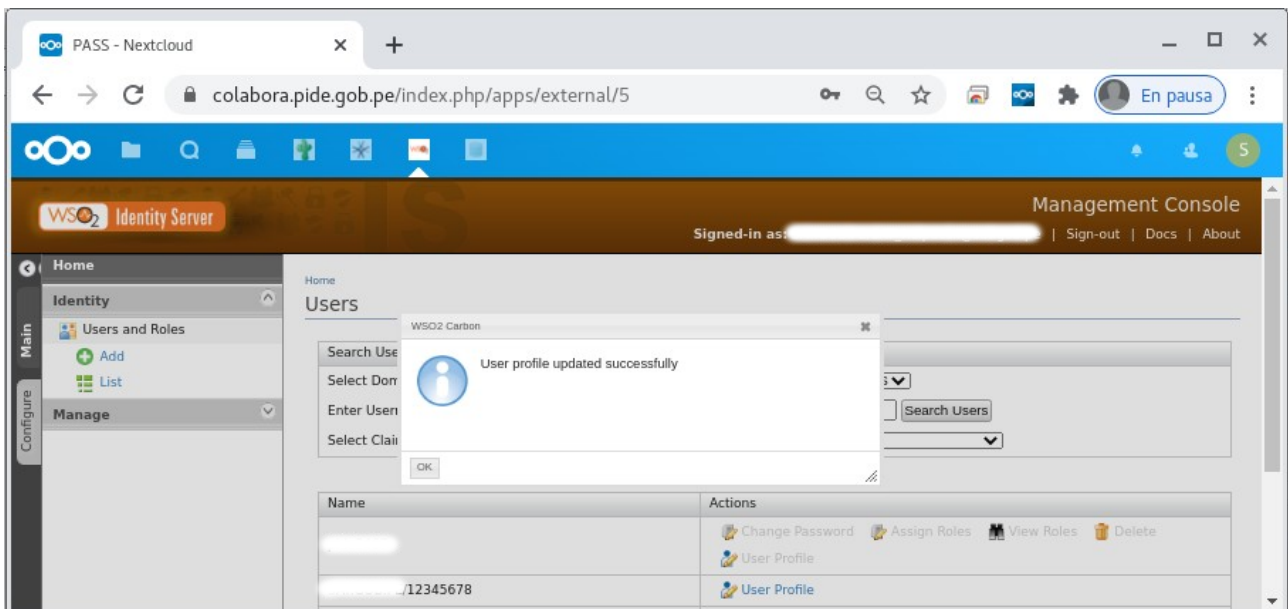 PASS - Nextcloud
colabora.pide.gob.pe/index.php/apps/external/5
En pausa
S
WSO2 Identity Server
IS
Management Console
Signed-in as: | Sign-out | Docs | About
Home
Identity
Users and Roles
Add
List
Manage
Main
Configure
Home
Users
Search Use
Select Dom
Enter Usern
Search Users
Select Clai
WSO2 Carbon
User profile updated successfully
OK
Name Actions
Change Password Assign Roles View Roles Delete
User Profile
/12345678 User Profile